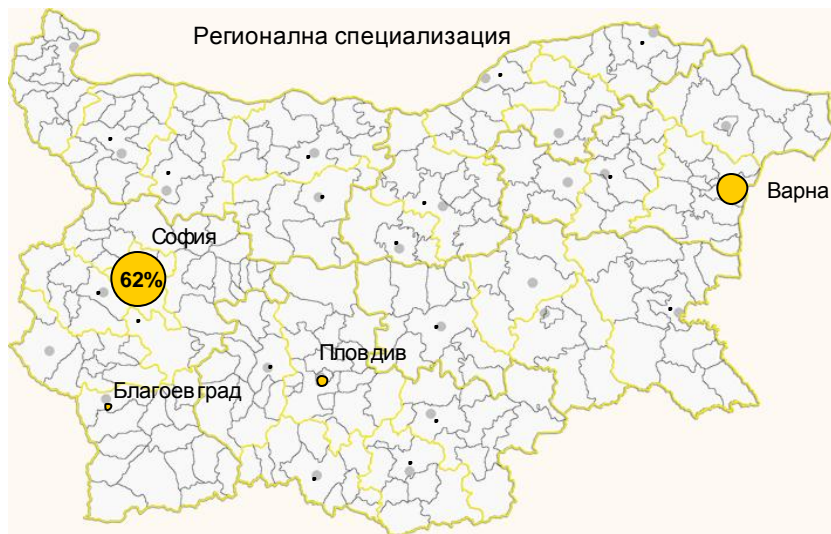 Регионална специализация
Варна
София
62%
Пловдив
Благоевград